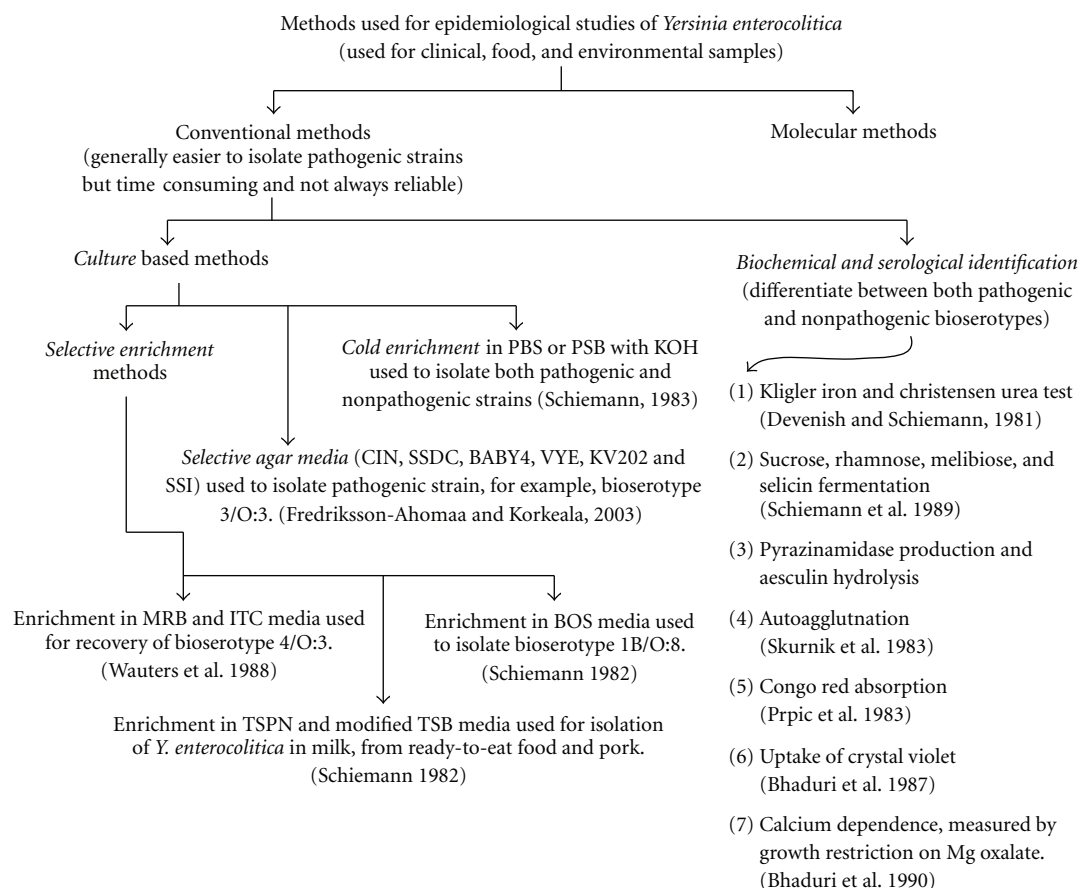 Methods used for epidemiological studies of Yersinia enterocolitica
(used for clinical, food, and environmental samples)
Conventional methods
(generally easier to isolate pathogenic strains
but time consuming and not always reliable)
Molecular methods
Culture based methods
Biochemical and serological identification
(differentiate between both pathogenic
and nonpathogenic bioserotypes)
Selective enrichment
methods
Cold enrichment in PBS or PSB with KOH
used to isolate both pathogenic and
nonpathogenic strains (Schiemann, 1983)
Selective agar media (CIN, SSDC, BABY4, VYE, KV202 and
SSI) used to isolate pathogenic strain, for example, bioserotype
3/O:3. (Fredriksson-Ahomaa and Korkeala, 2003)
Enrichment in MRB and ITC media used
for recovery of bioserotype 4/O:3.
(Wauters et al. 1988)
Enrichment in BOS media used
to isolate bioserotype 1B/O:8.
(Schiemann 1982)
Enrichment in TSPN and modified TSB media used for isolation
of Y. enterocolitica in milk, from ready-to-eat food and pork.
(Schiemann 1982)
(1) Kligler iron and christensen urea test
(Devenish and Schiemann, 1981)
(2) Sucrose, rhamnose, melibiose, and
selicin fermentation
(Schiemann et al. 1989)
(3) Pyrazinamidase production and
aesculin hydrolysis
(4) Autoagglutnation
(Skurnik et al. 1983)
(5) Congo red absorption
(Prpic et al. 1983)
(6) Uptake of crystal violet
(Bhaduri et al. 1987)
(7) Calcium dependence, measured by
growth restriction on Mg oxalate.
(Bhaduri et al. 1990)